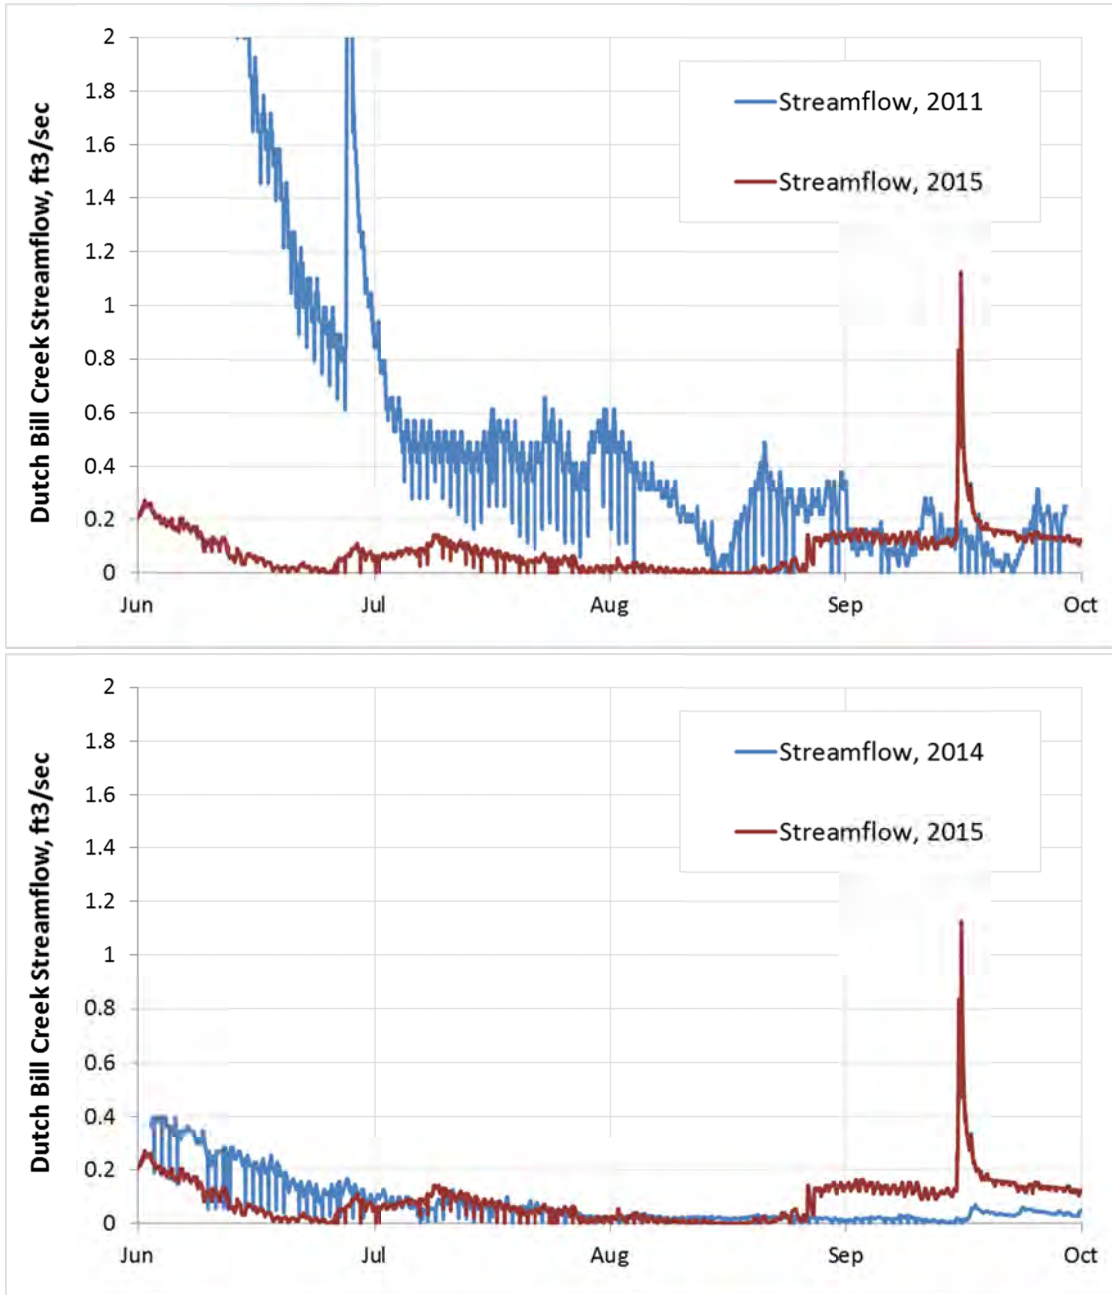 Dutch Bill Creek Streamflow, ft3/sec
2
1.8
1.6
1.4
1.2
1
0.8
0.6
0.4
0.2
0
Jun
Jul
Aug
Sep
Oct
Streamflow, 2011
Streamflow, 2015
Dutch Bill Creek Streamflow, ft3/sec
2
1.8
1.6
1.4
1.2
1
0.8
0.6
0.4
0.2
0
Jun
Jul
Aug
Sep
Oct
Streamflow, 2014
Streamflow, 2015